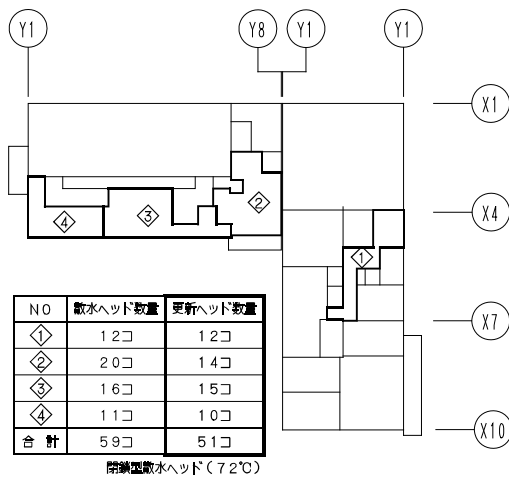 Y1 Y8 Y1 Y1
X1
X4
X7
X10
1
2
3
4
NO 散水ヘッド数量 更新ヘッド数量
1 12コ 12コ
2 20コ 14コ
3 16コ 15コ
4 11コ 10コ
合計 59コ 51コ
閉鎖型散水ヘッド(72℃)